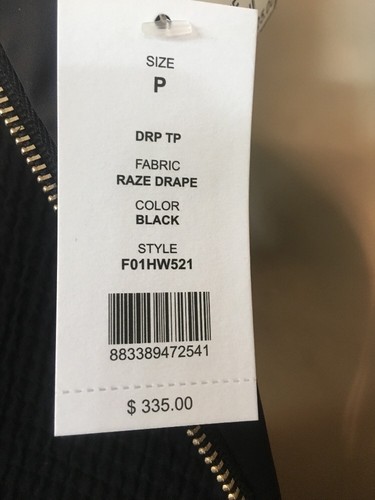 SIZE
P
DRP TP
FABRIC
RAZE DRAPE
COLOR
BLACK
STYLE
F01HW521
883389472541
$ 335.00